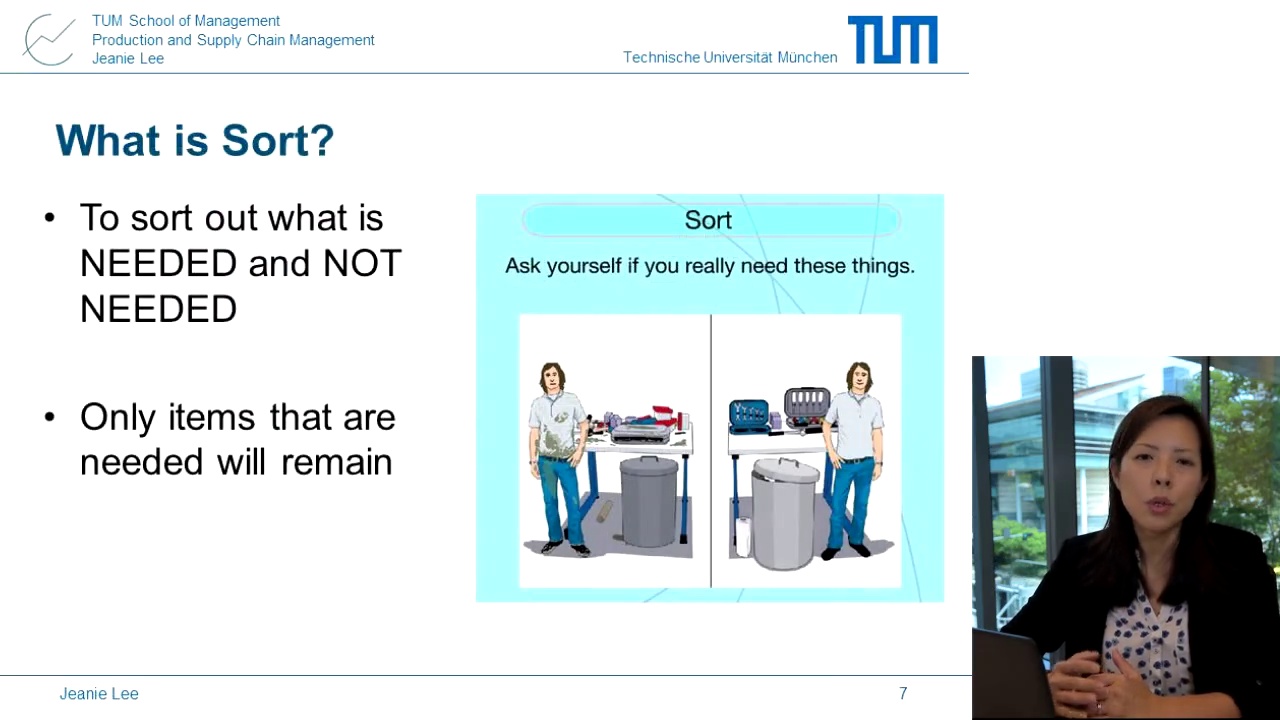 TUM School of Management
Production and Supply Chain Management
Jeanie Lee
Technische Universität München
TUM
What is Sort?
• To sort out what is
NEEDED and NOT
NEEDED
• Only items that are
needed will remain
Sort
Ask yourself if you really need these things.
Jeanie Lee
7